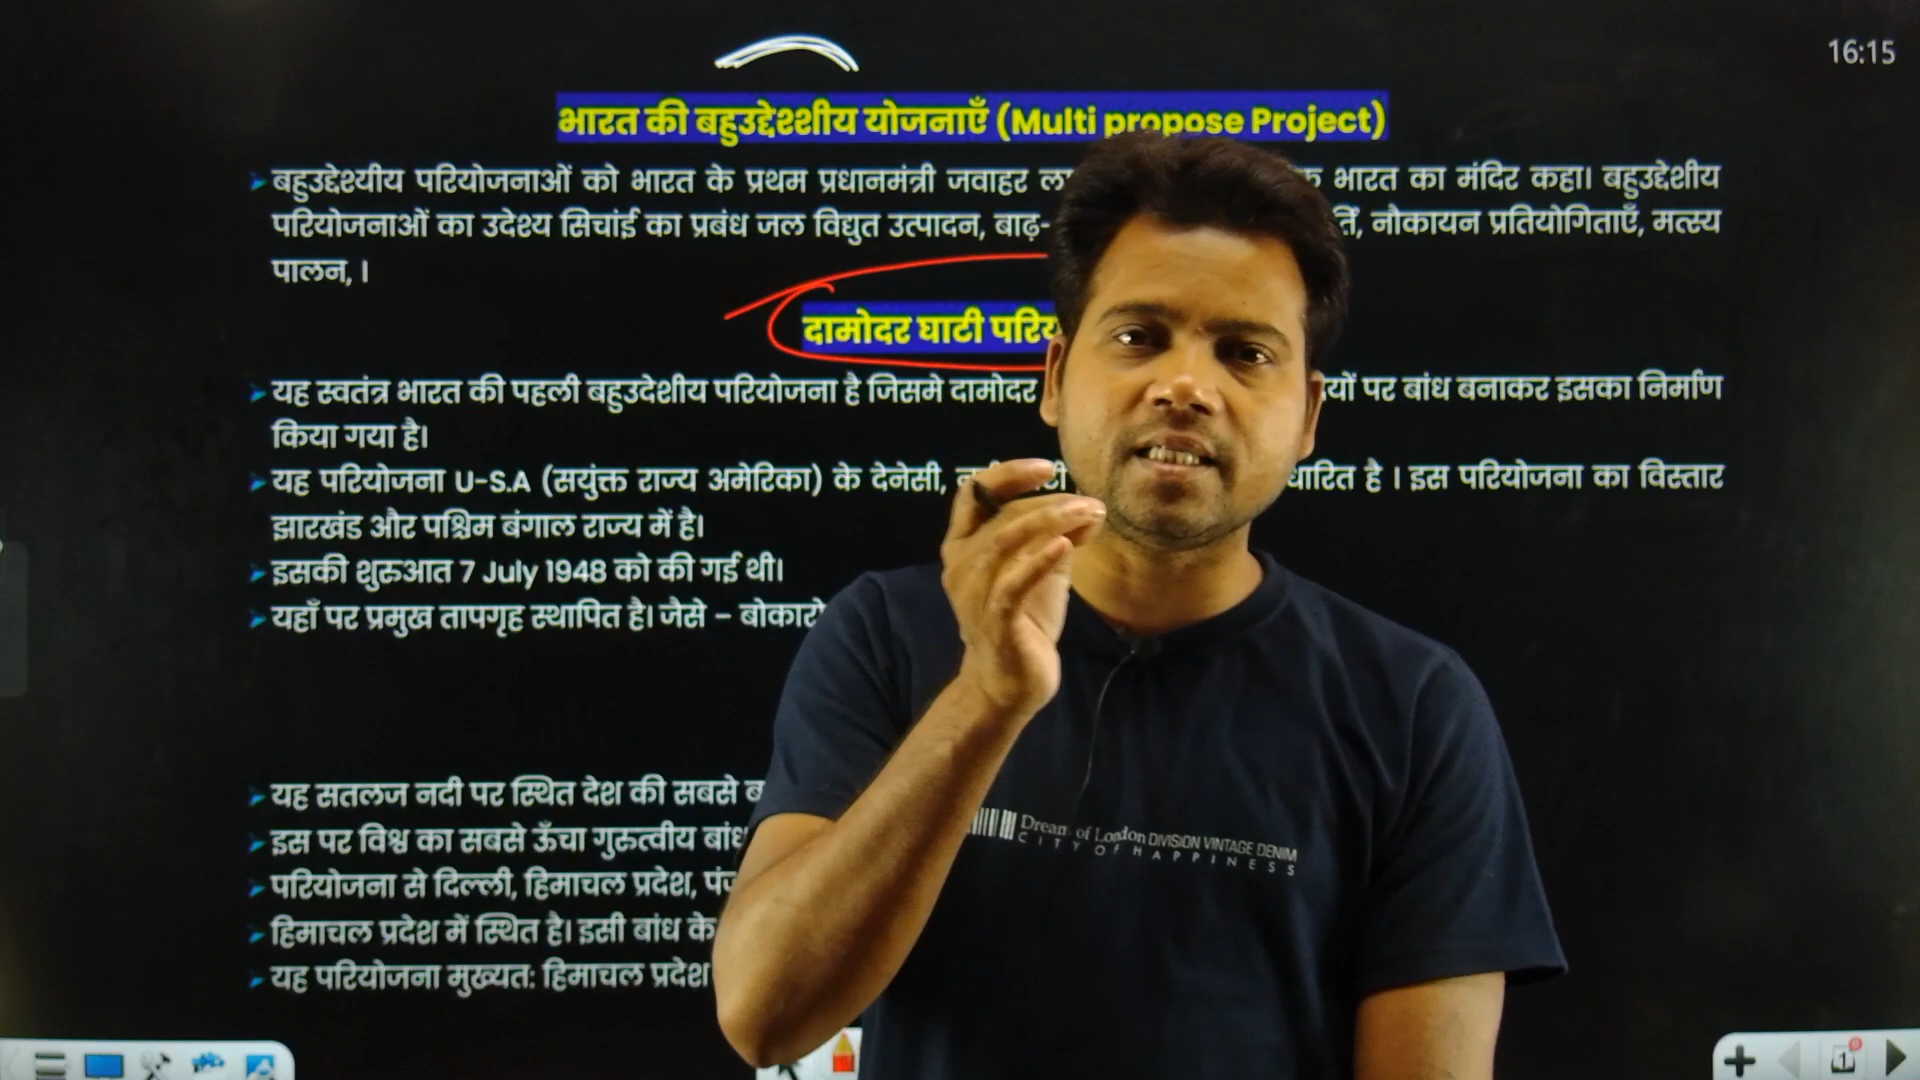 16:15
भारत की बहुउद्देश्शीय योजनाएँ (Multi propose Project)
बहुउद्देश्यीय परियोजनाओं को भारत के प्रथम प्रधानमंत्री जवाहर भारत का मंदिर कहा। बहुउद्देशीय
परियोजनाओं का उदेश्य सिचांई का प्रबंध जल विद्युत उत्पादन, बाढ़- नोकायन प्रतियोगिताएँ, मत्स्य
पालन, ।
दामोदर घाटी
यह स्वतंत्र भारत की पहली बहुउदेशीय परियोजना है जिसमे दामोदर पर बांध बनाकर इसका निर्माण
किया गया है।
यह परियोजना U-S.A (सयुंक्त राज्य अमेरिका) के देनेसी, है । इस परियोजना का विस्तार
झारखंड और पश्चिम बंगाल राज्य में है।
इसकी शुरुआत 7 July 1948 को की गई थी।
यहाँ पर प्रमुख तापगृह स्थापित है। जैसे – बोकारो
यह सतलज नदी पर स्थित देश की सबसे
इस पर विश्व का सबसे ऊँचा गुरुत्वीय बांध
परियोजना से दिल्ली, हिमाचल प्रदेश,
हिमाचल प्रदेश में स्थित है। इसी बांध के
यह परियोजना मुख्यत: हिमाचल प्रदेश
Dream of London DIVISION VINTAGE DENIM
CITY OF HAPPINESS
1